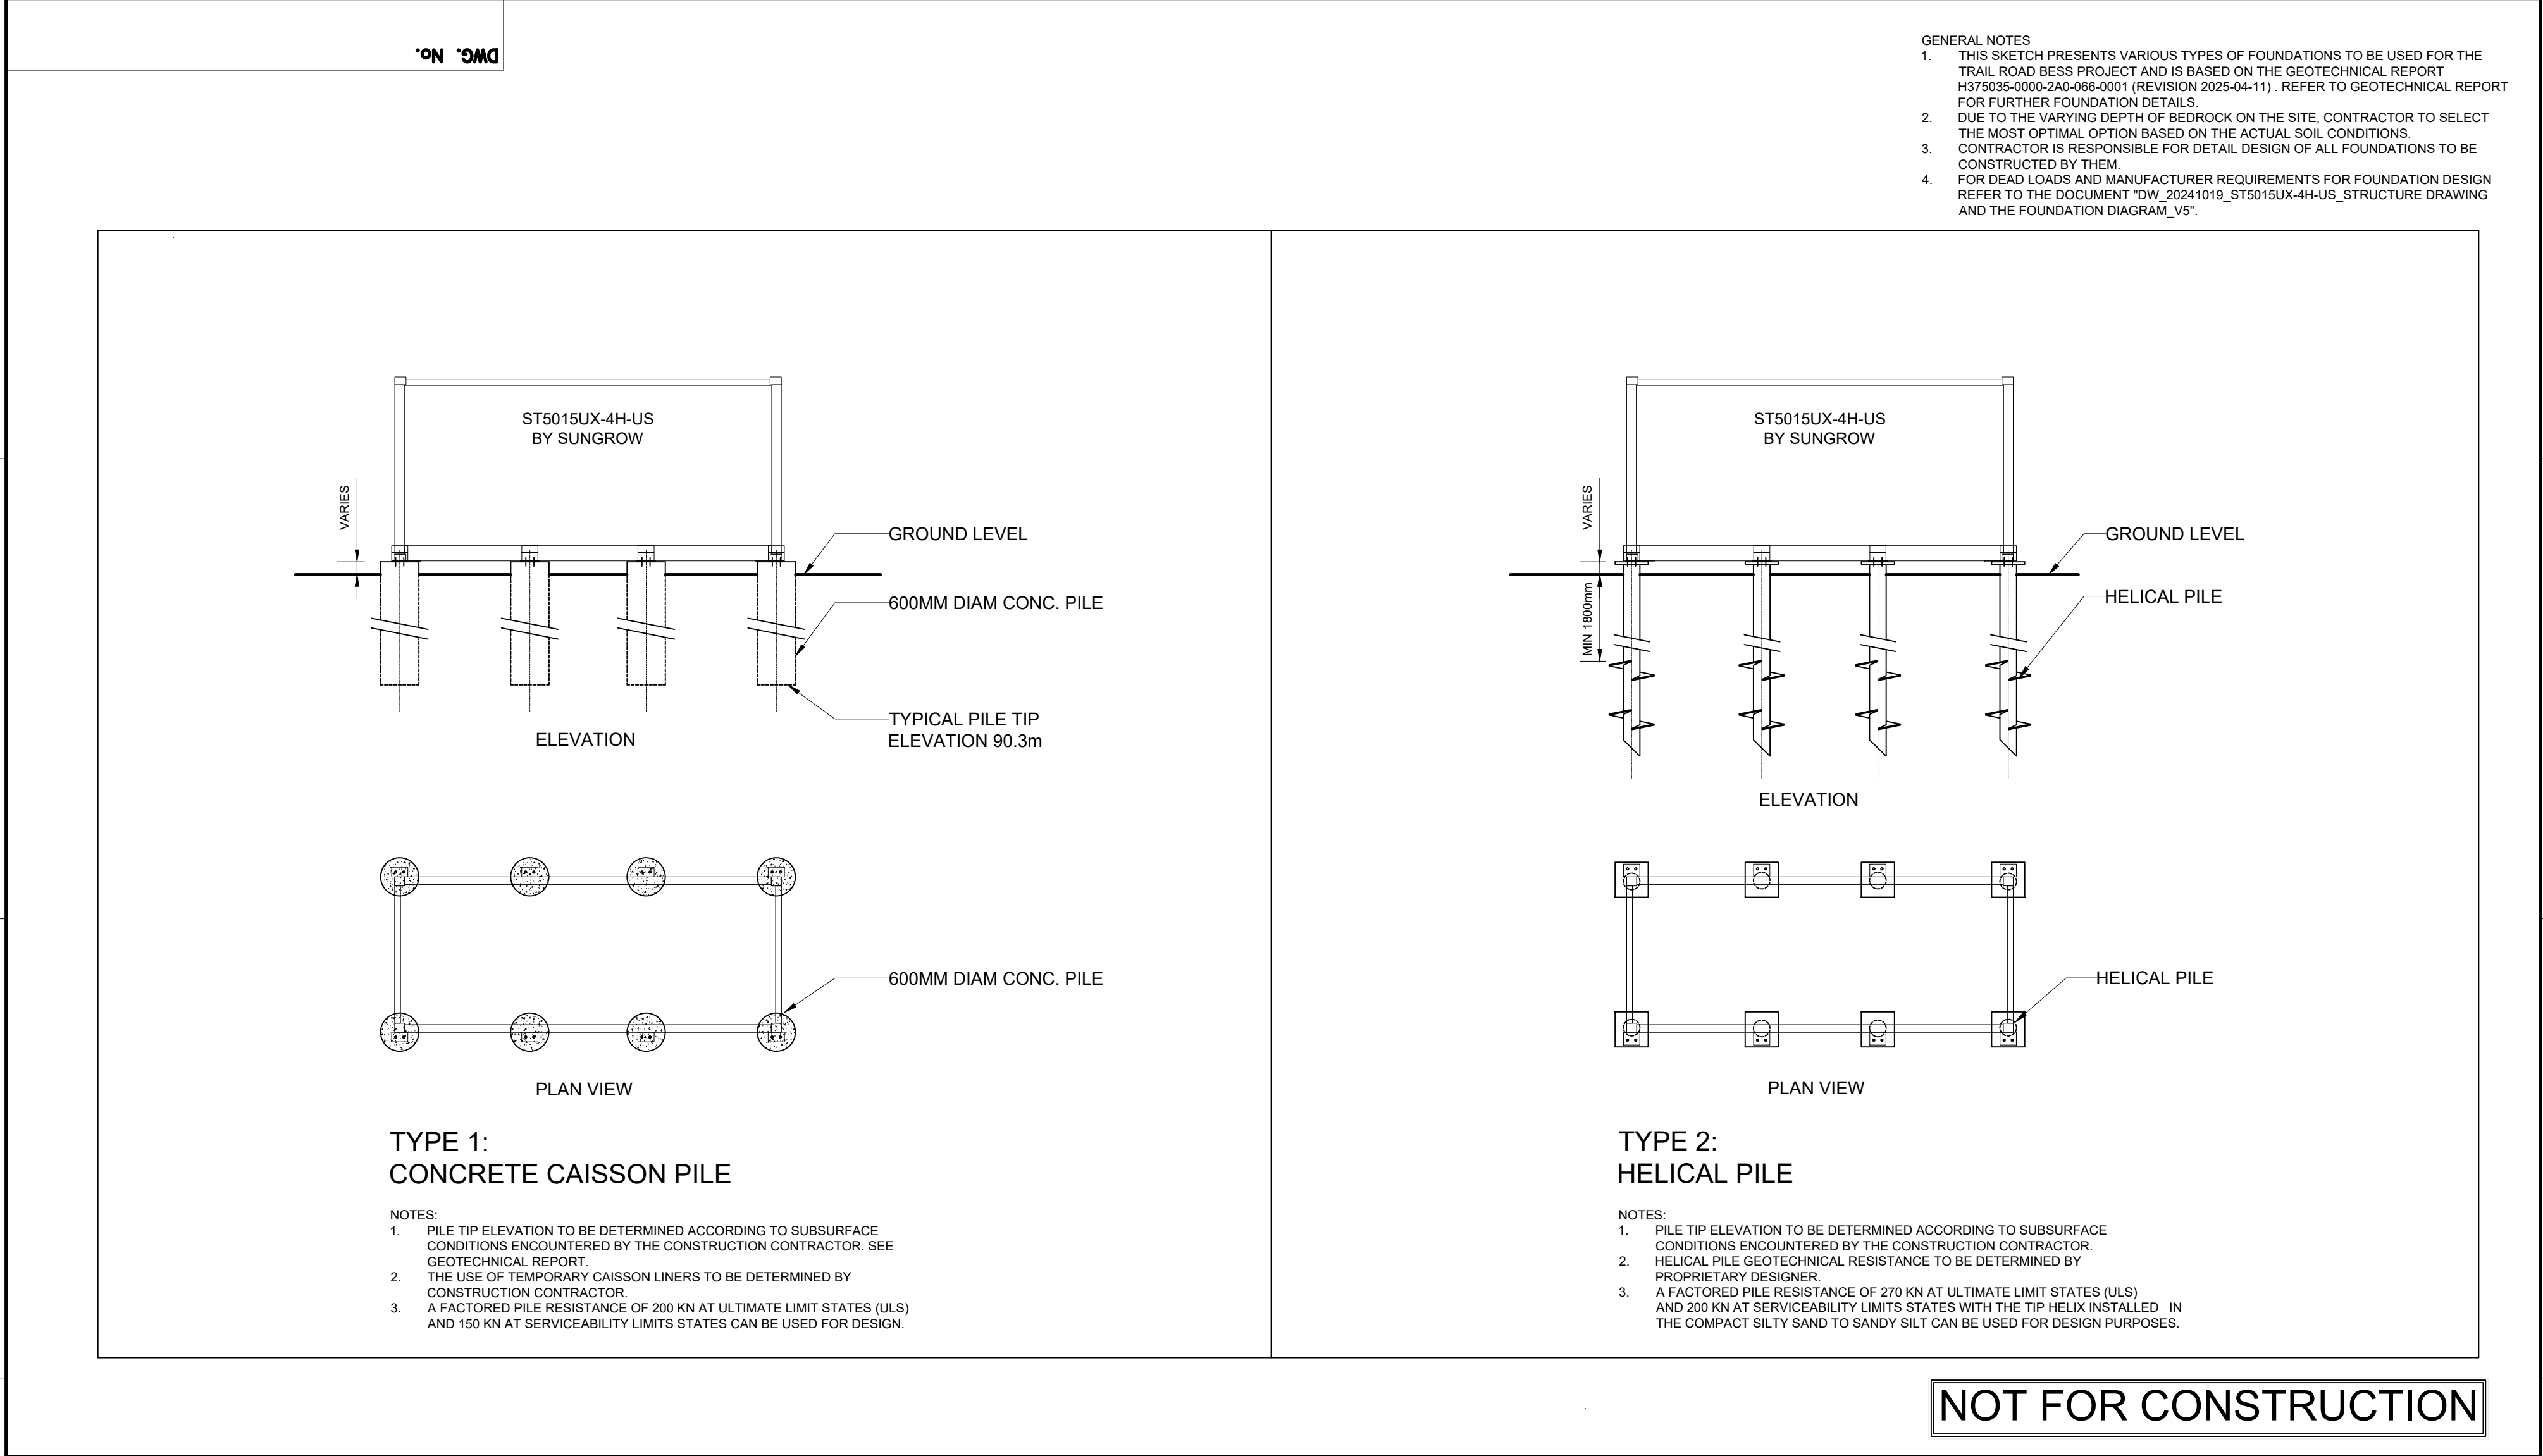 DWG. No.
GENERAL NOTES
1. THIS SKETCH PRESENTS VARIOUS TYPES OF FOUNDATIONS TO BE USED FOR THE
TRAIL ROAD BESS PROJECT AND IS BASED ON THE GEOTECHNICAL REPORT
H375035-0000-2A0-066-0001 (REVISION 2025-04-11) . REFER TO GEOTECHNICAL REPORT
FOR FURTHER FOUNDATION DETAILS.
2. DUE TO THE VARYING DEPTH OF BEDROCK ON THE SITE, CONTRACTOR TO SELECT
THE MOST OPTIMAL OPTION BASED ON THE ACTUAL SOIL CONDITIONS.
3. CONTRACTOR IS RESPONSIBLE FOR DETAIL DESIGN OF ALL FOUNDATIONS TO BE
CONSTRUCTED BY THEM.
4. FOR DEAD LOADS AND MANUFACTURER REQUIREMENTS FOR FOUNDATION DESIGN
REFER TO THE DOCUMENT "DW_20241019_ST5015UX-4H-US_STRUCTURE DRAWING
AND THE FOUNDATION DIAGRAM_V5".
ST5015UX-4H-US
BY SUNGROW
VARIES
GROUND LEVEL
600MM DIAM CONC. PILE
TYPICAL PILE TIP
ELEVATION 90.3m
ELEVATION
600MM DIAM CONC. PILE
PLAN VIEW
TYPE 1:
CONCRETE CAISSON PILE
NOTES:
1. PILE TIP ELEVATION TO BE DETERMINED ACCORDING TO SUBSURFACE
CONDITIONS ENCOUNTERED BY THE CONSTRUCTION CONTRACTOR. SEE
GEOTECHNICAL REPORT.
2. THE USE OF TEMPORARY CAISSON LINERS TO BE DETERMINED BY
CONSTRUCTION CONTRACTOR.
3. A FACTORED PILE RESISTANCE OF 200 KN AT ULTIMATE LIMIT STATES (ULS)
AND 150 KN AT SERVICEABILITY LIMITS STATES CAN BE USED FOR DESIGN.
ST5015UX-4H-US
BY SUNGROW
VARIES
GROUND LEVEL
MIN 1800mm
HELICAL PILE
ELEVATION
HELICAL PILE
PLAN VIEW
TYPE 2:
HELICAL PILE
NOTES:
1. PILE TIP ELEVATION TO BE DETERMINED ACCORDING TO SUBSURFACE
CONDITIONS ENCOUNTERED BY THE CONSTRUCTION CONTRACTOR.
2. HELICAL PILE GEOTECHNICAL RESISTANCE TO BE DETERMINED BY
PROPRIETARY DESIGNER.
3. A FACTORED PILE RESISTANCE OF 270 KN AT ULTIMATE LIMIT STATES (ULS)
AND 200 KN AT SERVICEABILITY LIMITS STATES WITH THE TIP HELIX INSTALLED IN
THE COMPACT SILTY SAND TO SANDY SILT CAN BE USED FOR DESIGN PURPOSES.
NOT FOR CONSTRUCTION